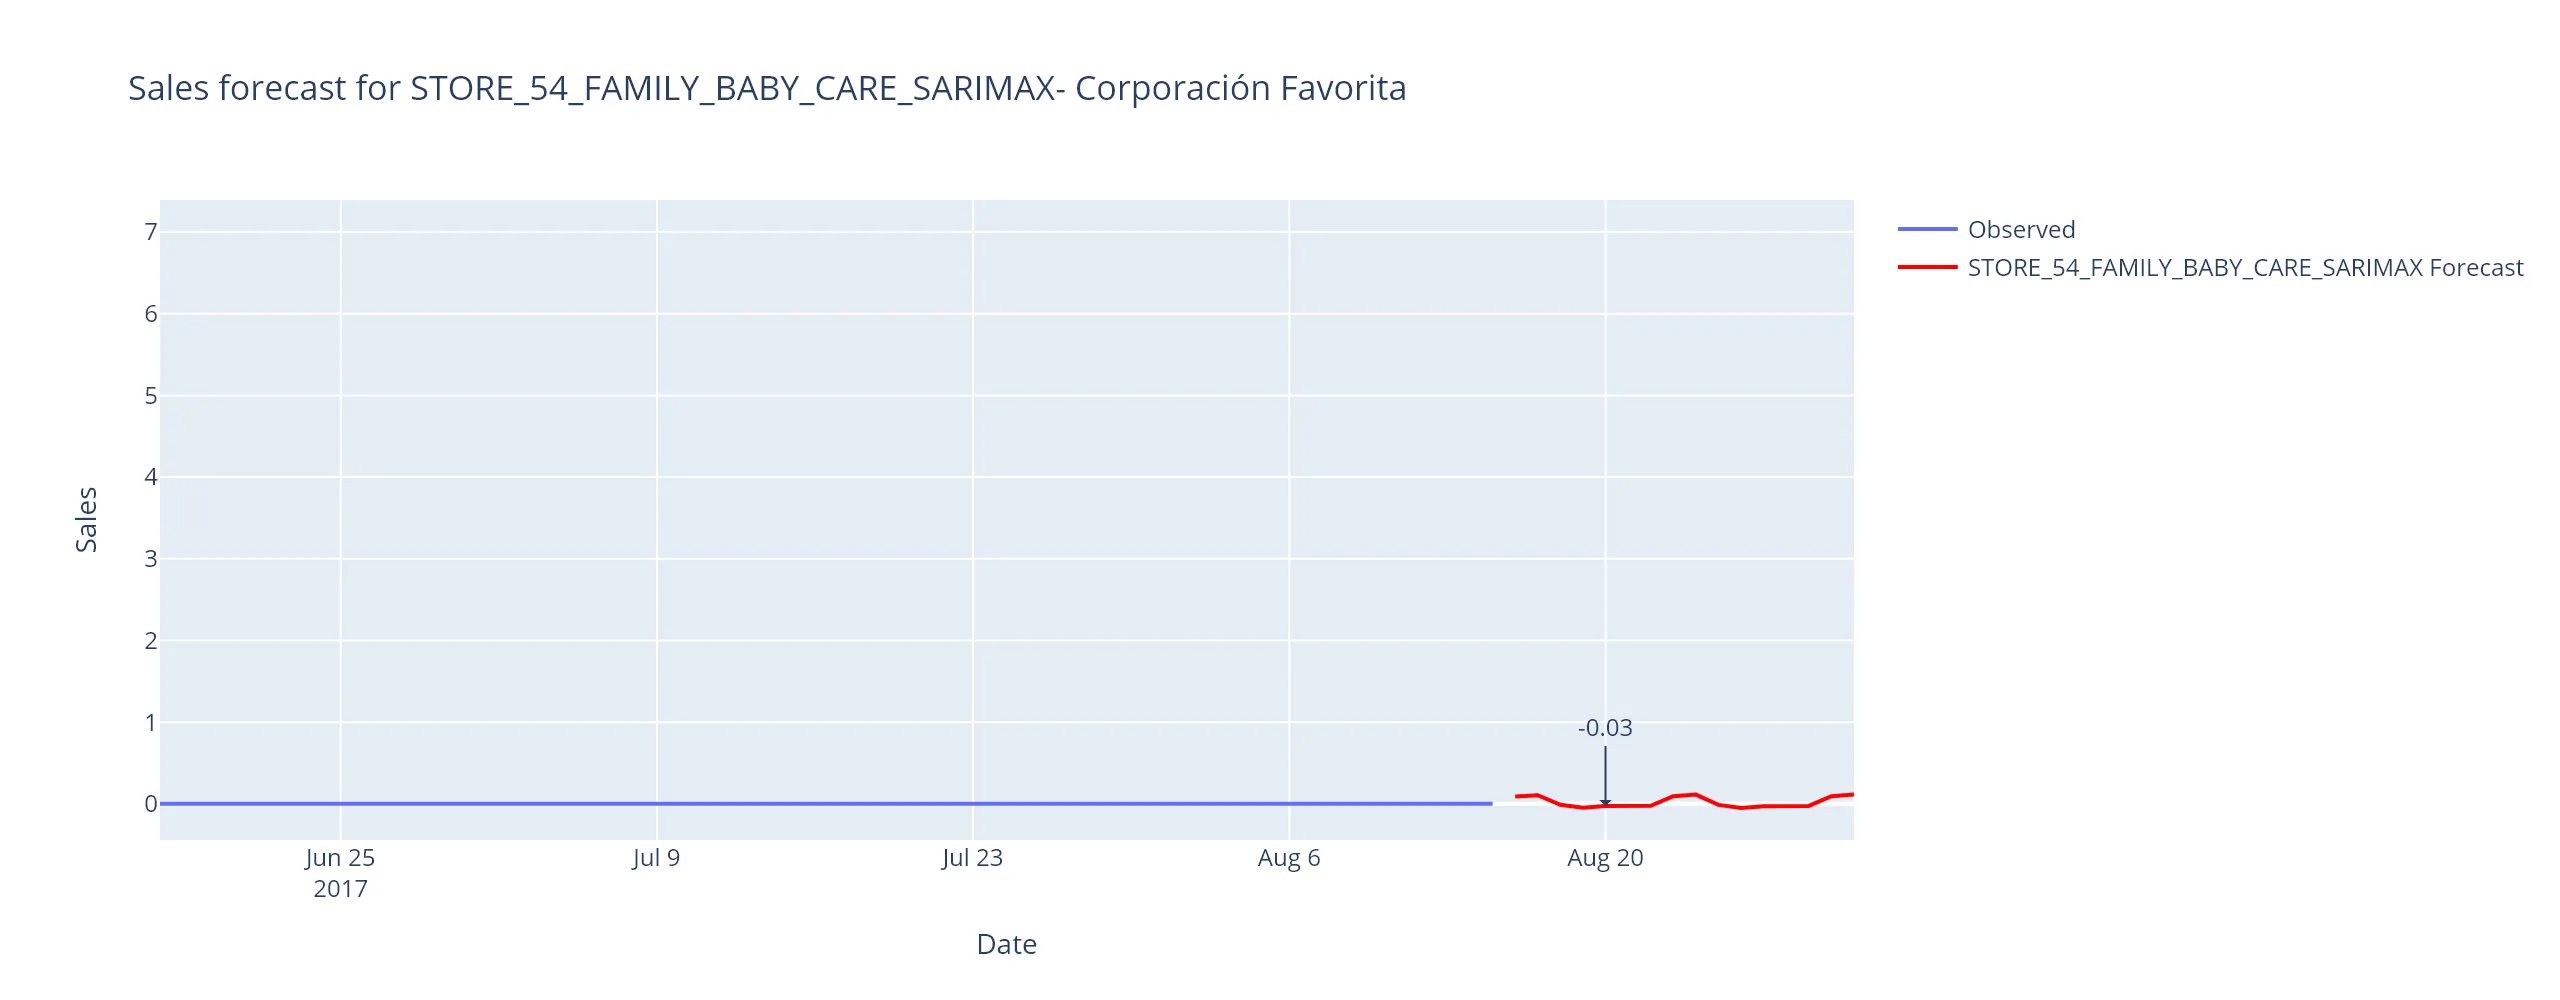 Sales forecast for STORE_54_FAMILY_BABY_CARE_SARIMAX- Corporación Favorita
Observed
STORE_54_FAMILY_BABY_CARE_SARIMAX Forecast
7
6
5
4
3
2
1
0
Sales
-0.03
Jun 25
2017
Jul 9
Jul 23
Aug 6
Aug 20
Date